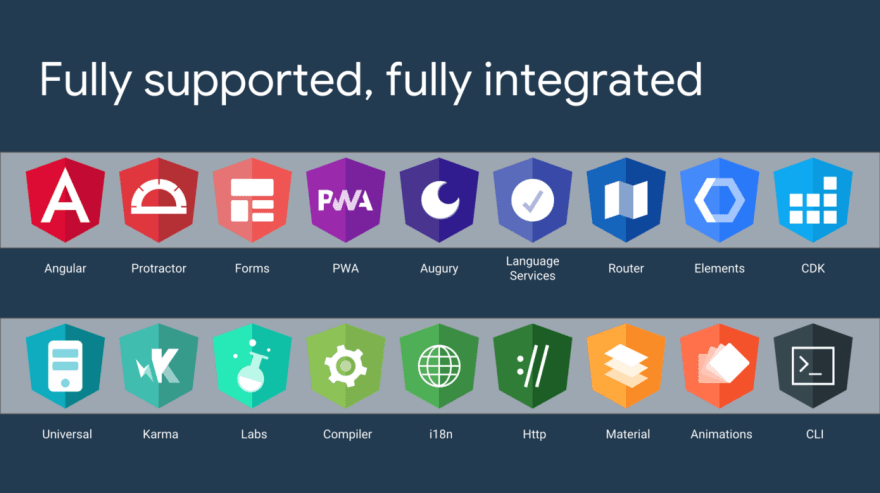 Fully supported, fully integrated
A
PWA
Angular
Protractor
Forms
PWA
Augury
Language
Services
Router
Elements
CDK
K
://
>_
Universal
Karma
Labs
Compiler
i18n
Http
Material
Animations
CLI